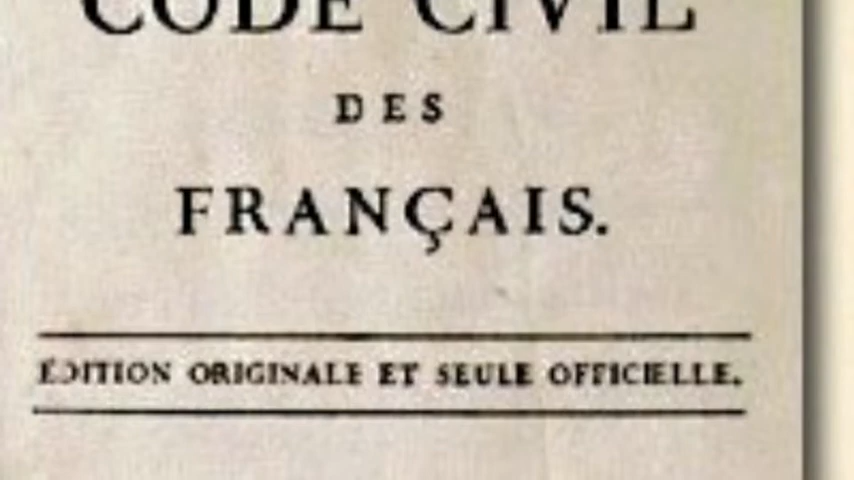 CODE CIVIL
DES
FRANÇAIS.
ÉDITION ORIGINALE ET SEULE OFFICIELLE.